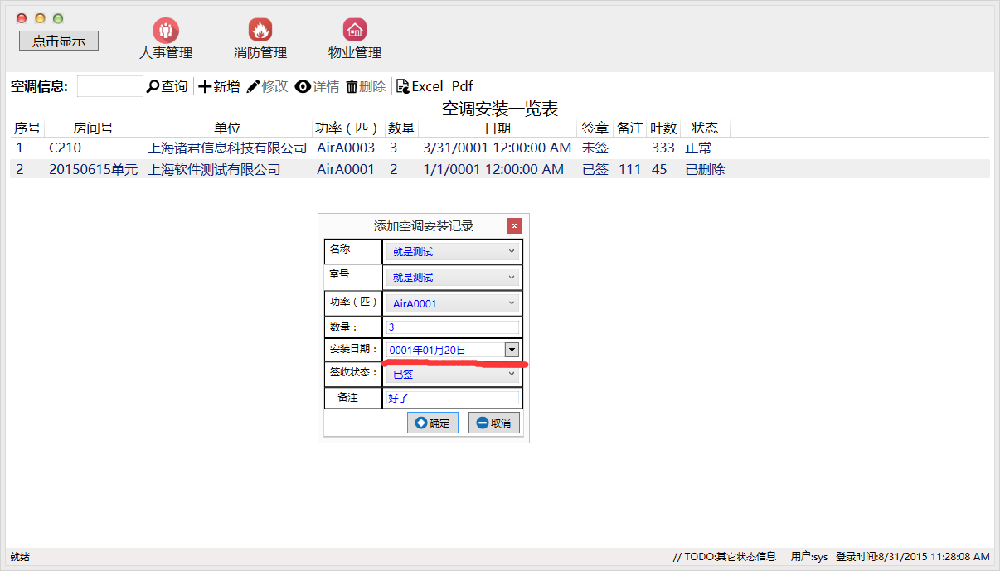 点击显示
人事管理 消防管理 物业管理
空调信息: 查询 新增 修改 详情 删除 Excel Pdf
空调安装一览表
序号 房间号 单位 功率（匹） 数量 日期 签章 备注 叶数 状态
1 C210 上海诸君信息科技有限公司 AirA0003 3 3/31/0001 12:00:00 AM 未签 333 正常
2 20150615单元 上海软件测试有限公司 AirA0001 2 1/1/0001 12:00:00 AM 已签 111 45 已删除
添加空调安装记录 x
名称 就是测试
室号 就是测试
功率（匹） AirA0001
数量： 3
安装日期： 0001年01月20日
签收状态： 已签
备注 好了
确定 取消
就绪 // TODO:其它状态信息 用户:sys 登录时间:8/31/2015 11:28:08 AM